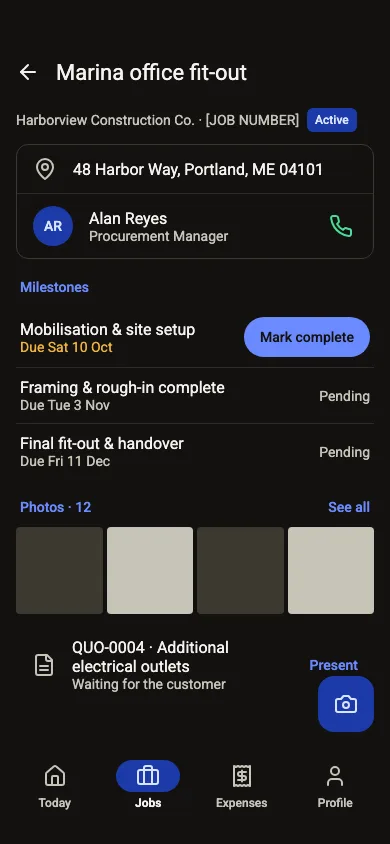 Marina office fit-out
Harborview Construction Co. · [JOB NUMBER] Active
48 Harbor Way, Portland, ME 04101
AR
Alan Reyes
Procurement Manager
Milestones
Mobilisation & site setup
Due Sat 10 Oct
Mark complete
Framing & rough-in complete
Due Tue 3 Nov
Pending
Final fit-out & handover
Due Fri 11 Dec
Pending
Photos · 12
See all
QUO-0004 · Additional
electrical outlets
Waiting for the customer
Present
Today
Jobs
Expenses
Profile